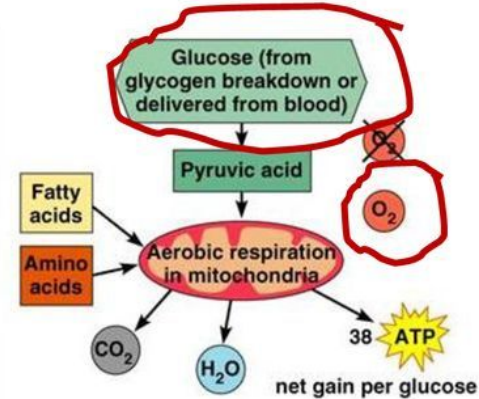 Glucose (from
glycogen breakdown or
delivered from blood)
O2
Pyruvic acid
O2
Fatty
acids
Aerobic respiration
in mitochondria
Amino
acids
CO2
H2O
38 ATP
net gain per glucose